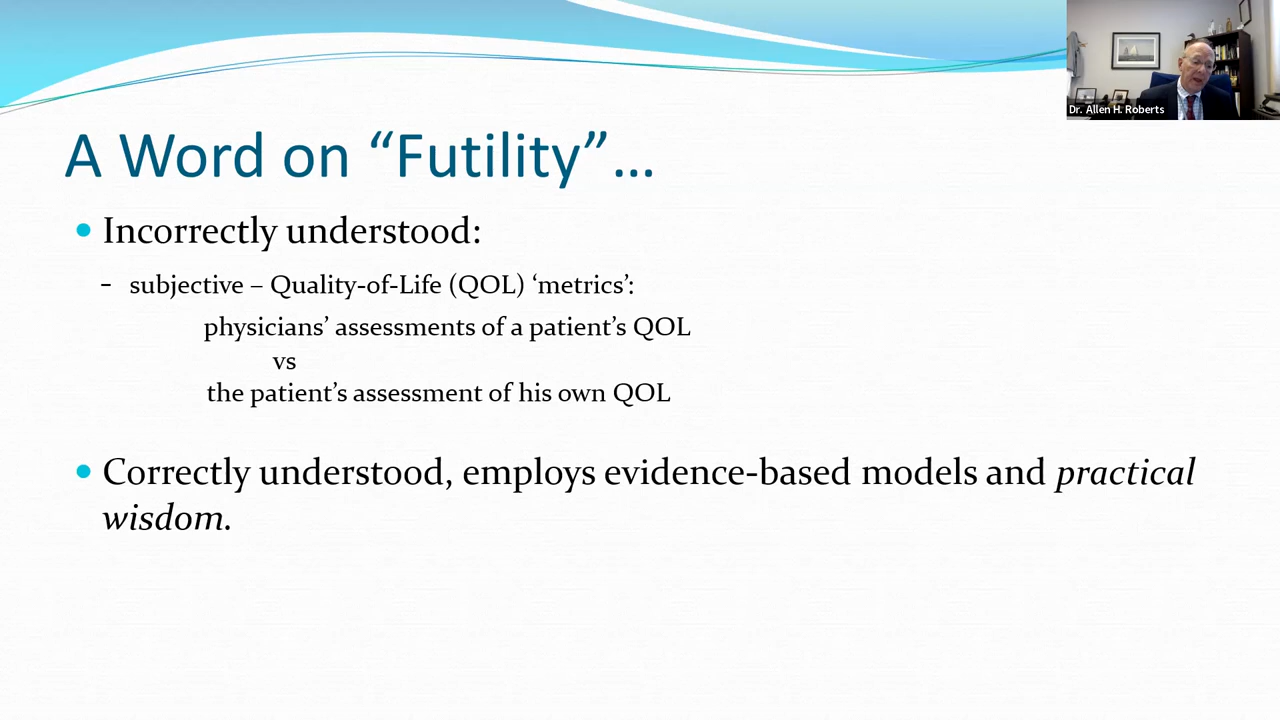 Dr. Allen H. Roberts
A Word on “Futility”…
• Incorrectly understood:
- subjective – Quality-of-Life (QOL) ‘metrics’:
physicians’ assessments of a patient’s QOL
vs
the patient’s assessment of his own QOL
• Correctly understood, employs evidence-based models and practical
wisdom.